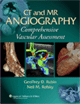 CT and MR
ANGIOGRAPHY
Comprehensive
Vascular Assessment
Geoffrey D. Rubin
Neil M. Rofsky